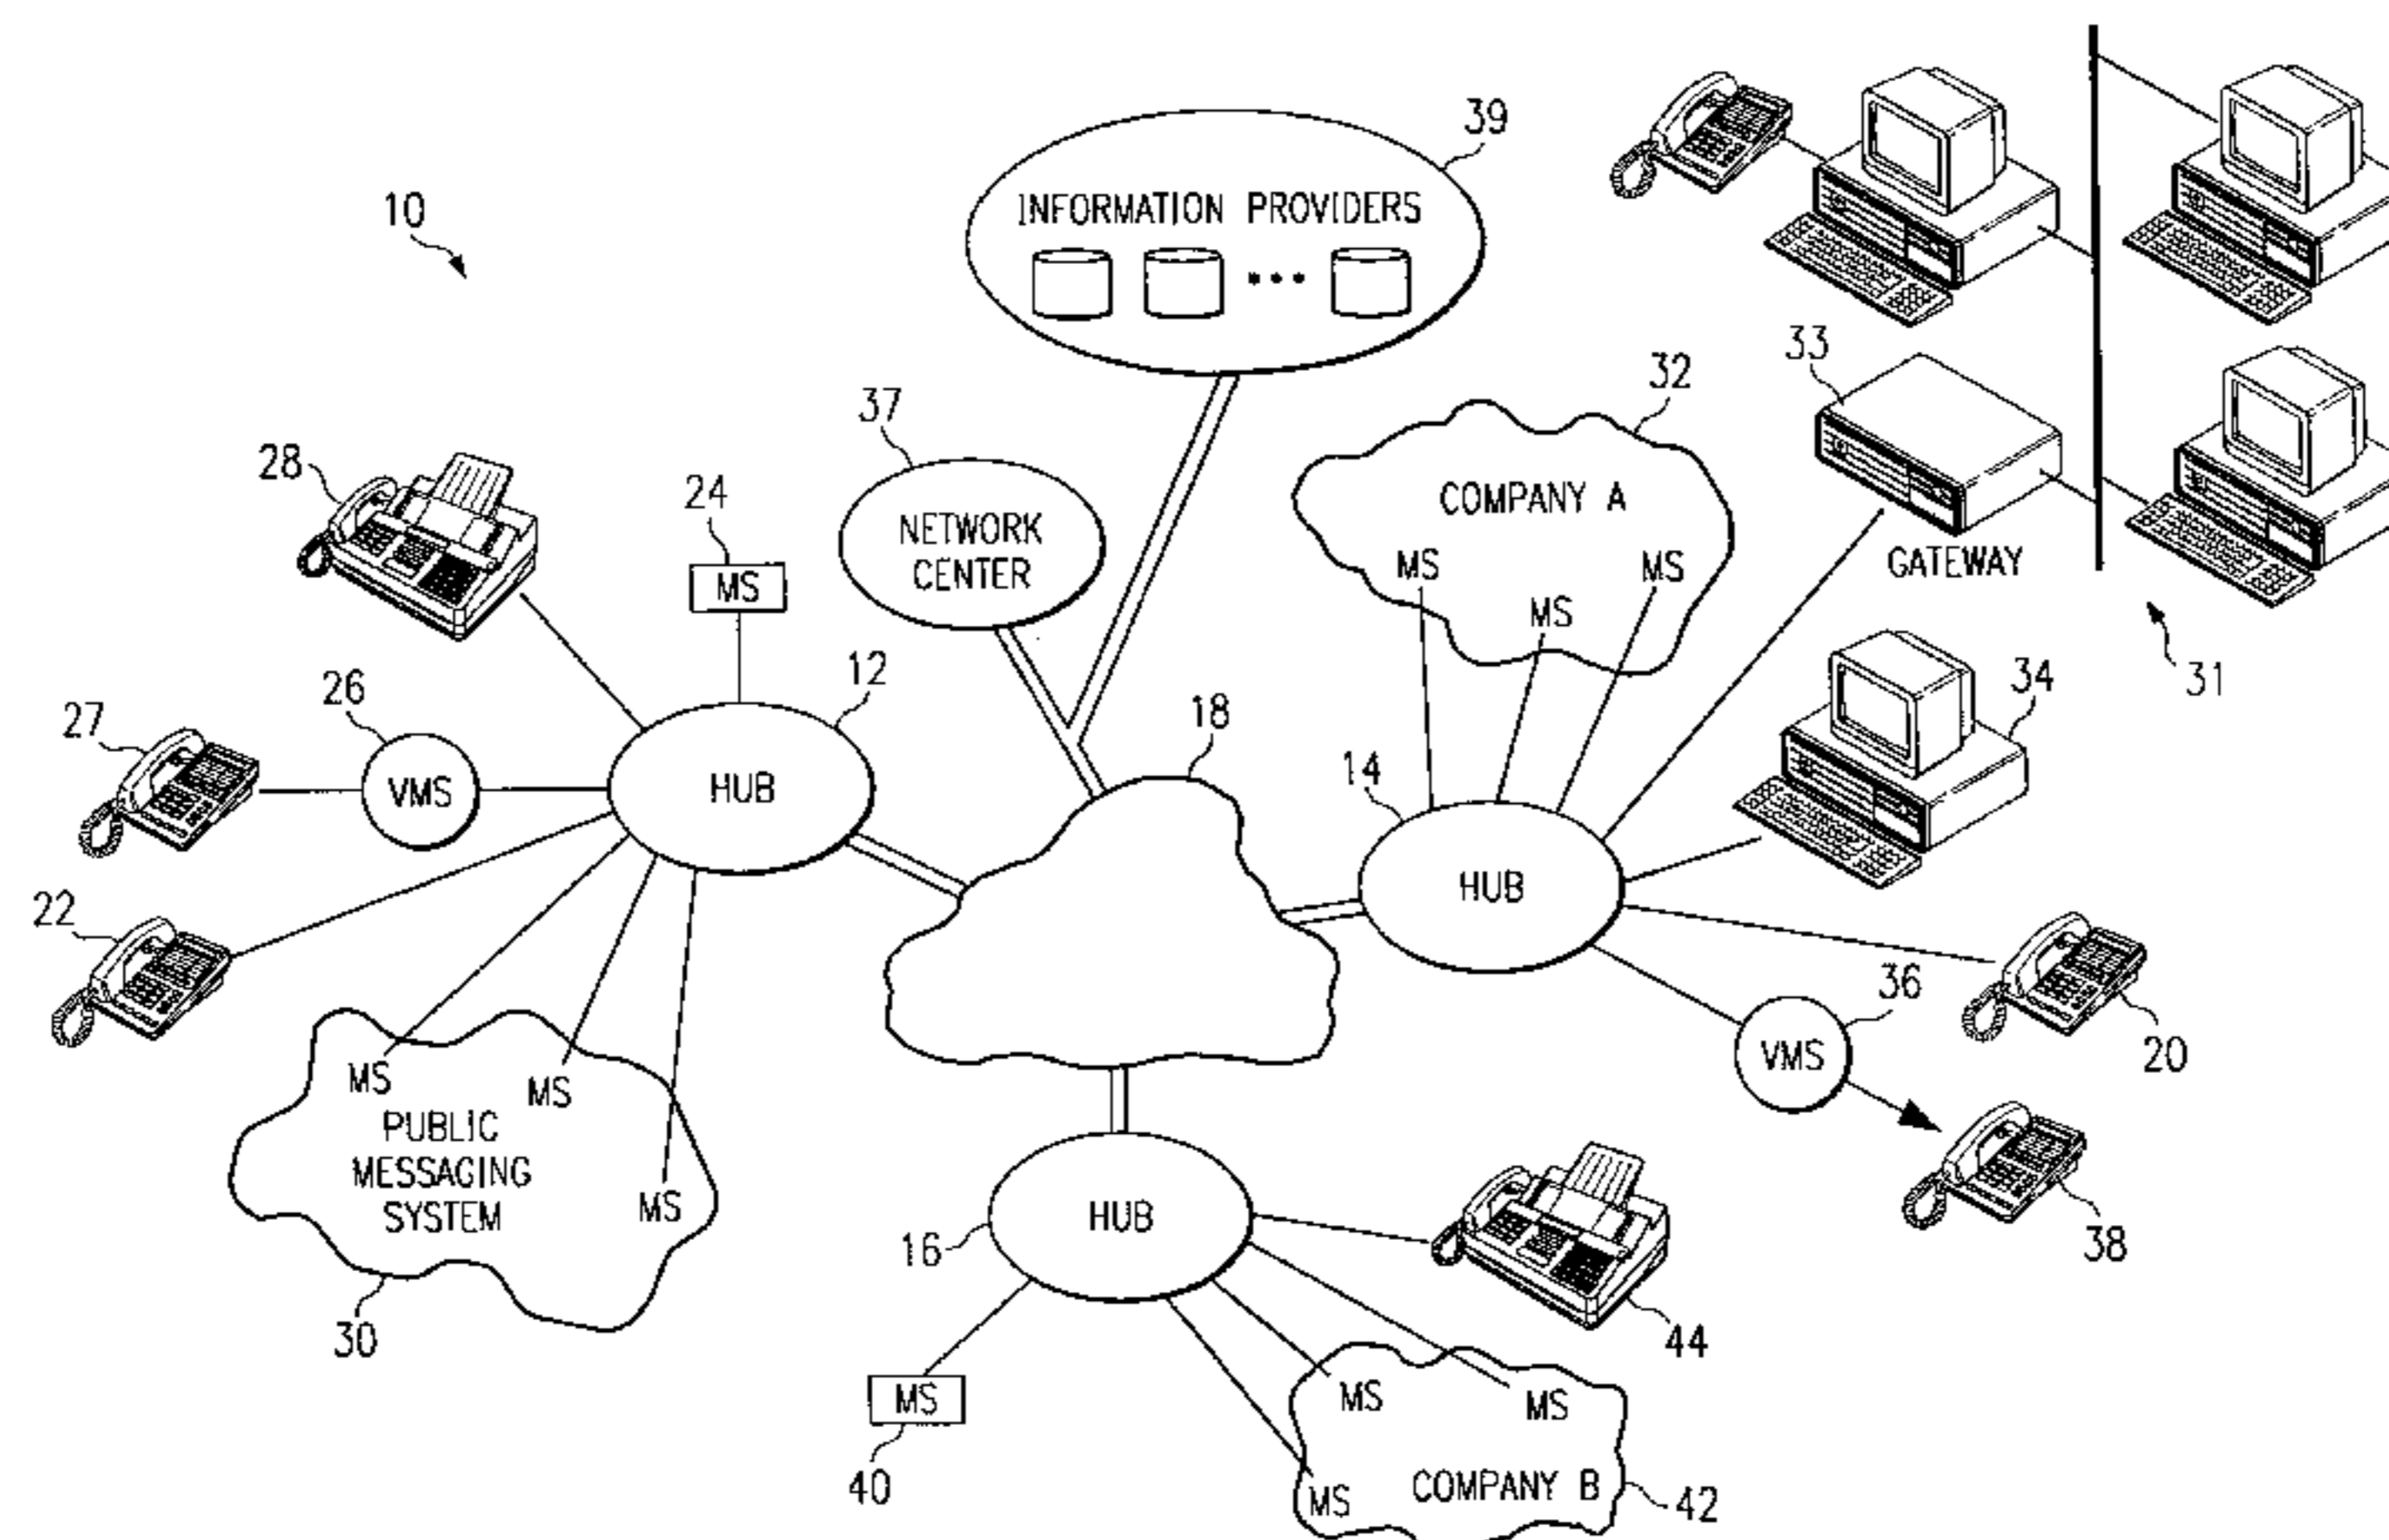 10
39
INFORMATION PROVIDERS
33
32
37
28
24
MS
NETWORK
CENTER
COMPANY A
MS
MS
MS
GATEWAY
31
34
12
26
27
VMS
HUB
18
14
HUB
22
36
VMS
20
38
MS
MS
MS
PUBLIC
MESSAGING
SYSTEM
30
HUB
16
44
MS
40
MS
MS
MS
COMPANY B
42